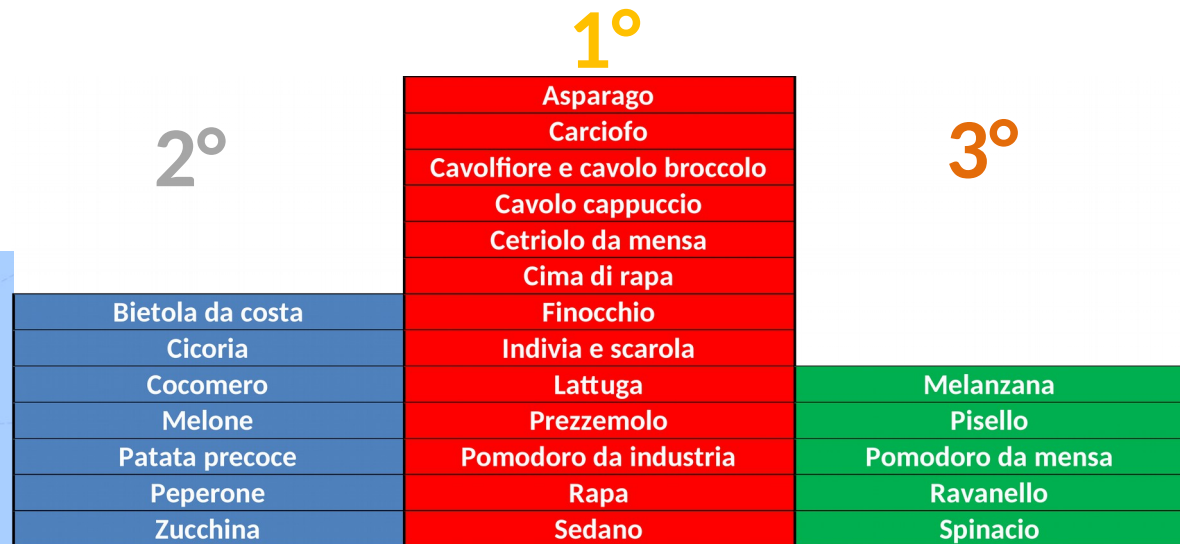 1°
2°
3°
Asparago
Carciofo
Cavolfiore e cavolo broccolo
Cavolo cappuccio
Cetriolo da mensa
Cima di rapa
Bietola da costa
Finocchio
Cicoria
Indivia e scarola
Cocomero
Lattuga
Melanzana
Melone
Prezzemolo
Pisello
Patata precoce
Pomodoro da industria
Pomodoro da mensa
Peperone
Rapa
Ravanello
Zucchina
Sedano
Spinacio